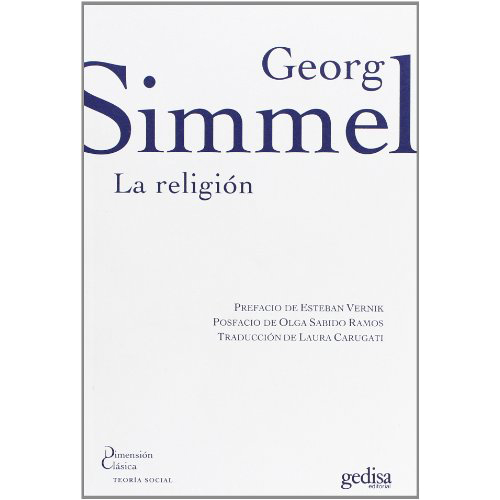 Georg
Simmel
La religión
Prefacio de Esteban Vernik
Posfacio de Olga Sabido Ramos
Traducción de Laura Carugati
Dimensión
Clásica
Teoría Social
gedisa
editorial